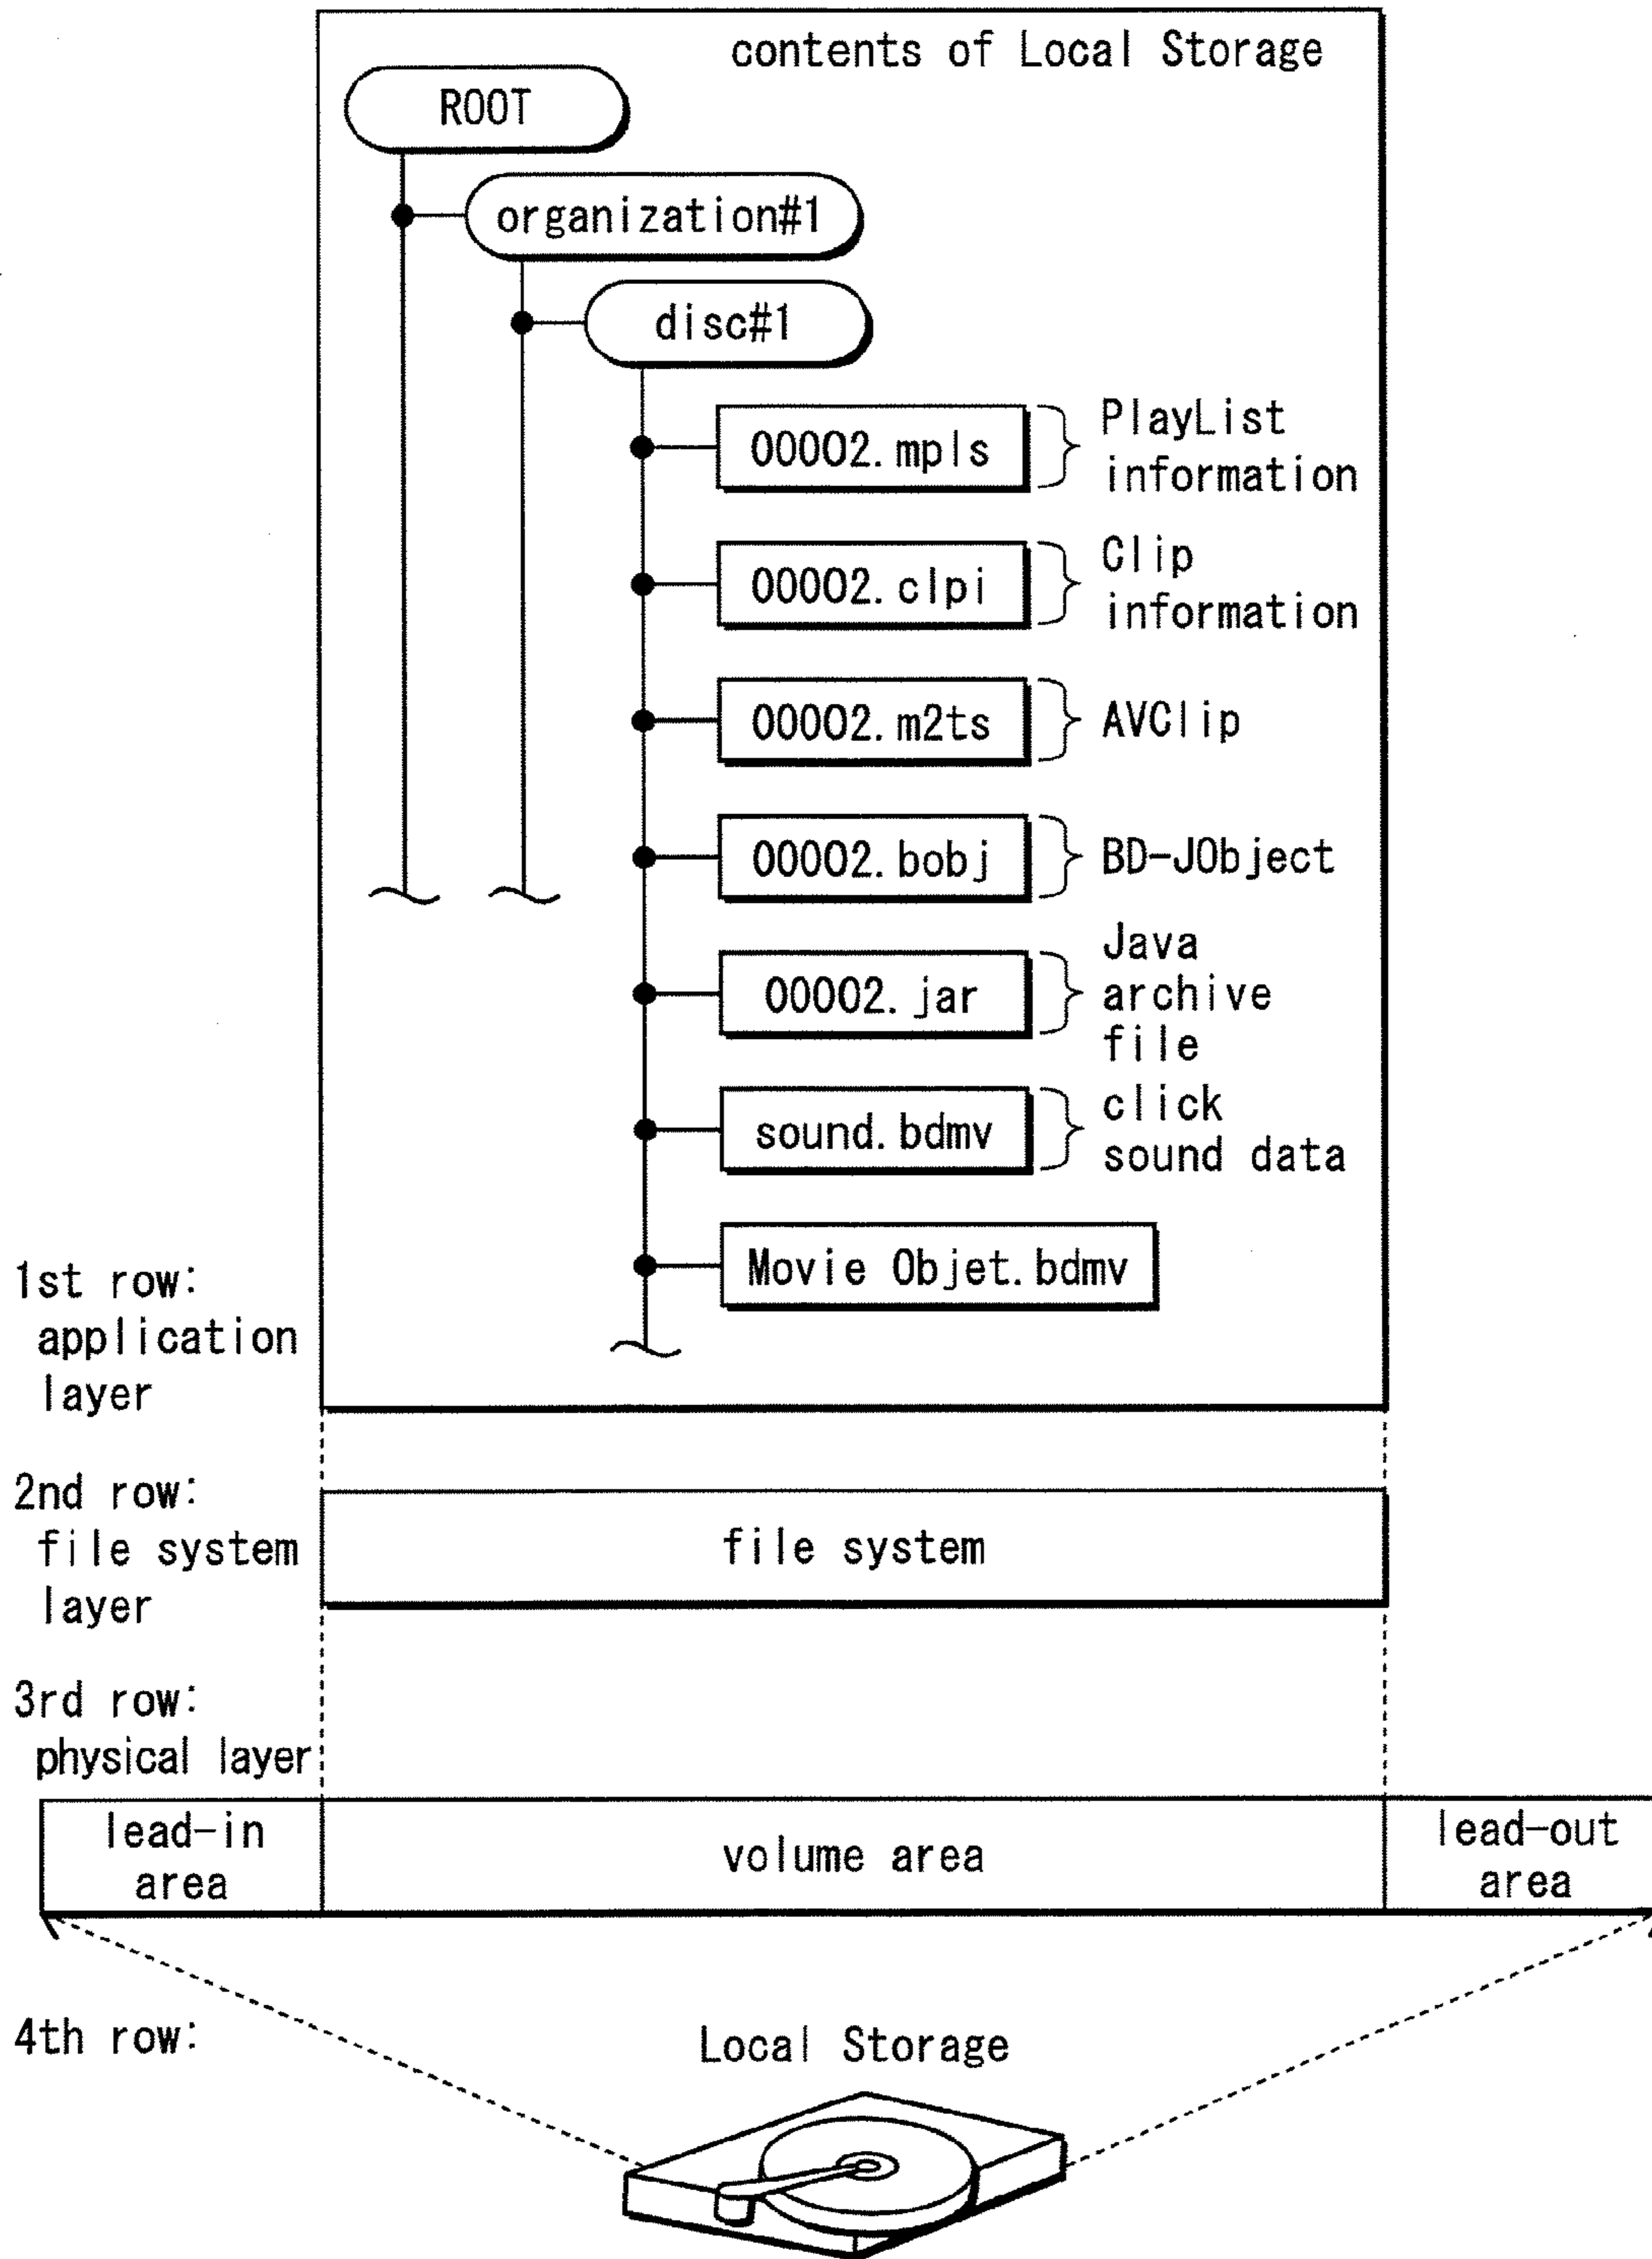 contents of Local Storage
ROOT
organization#1
disc#1
00002.mpls
PlayList
information
00002.clpi
Clip
information
00002.m2ts
AVClip
00002.bobj
BD-JObject
00002.jar
Java
archive
file
sound.bdmv
click
sound data
Movie Objet.bdmv
1st row:
application
layer
2nd row:
file system
layer
file system
3rd row:
physical layer
lead-in
area
volume area
lead-out
area
4th row:
Local Storage